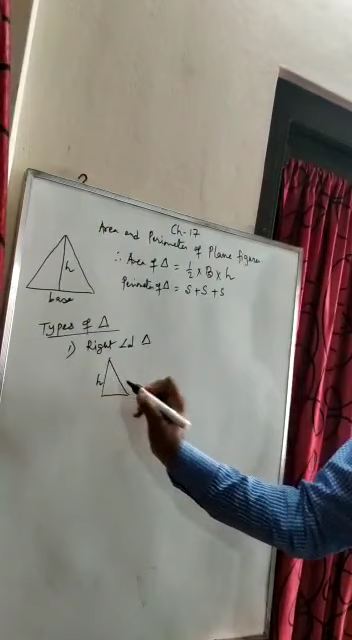 Ch-17
Area and Perimeter of Plane figures
∴ Area of Δ = 1/2 × B × h
Perimeter of Δ = S + S + S
h
base
Types of Δ
1) Right ∠d Δ
h